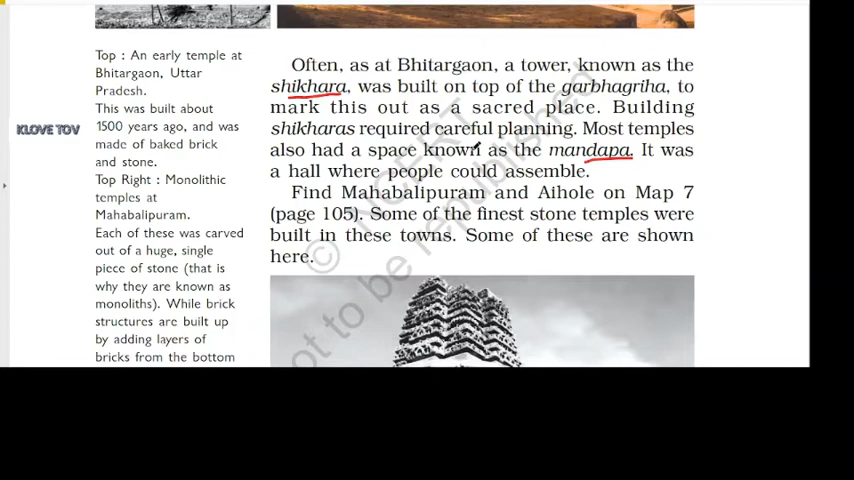 Top : An early temple at
Bhitargaon, Uttar
Pradesh.
This was built about
1500 years ago, and was
made of baked brick
and stone.
Top Right : Monolithic
temples at
Mahabalipuram.
Each of these was carved
out of a huge, single
piece of stone (that is
why they are known as
monoliths). While brick
structures are built up
by adding layers of
bricks from the bottom
KLOVE TOV
Often, as at Bhitargaon, a tower, known as the
shikhara, was built on top of the garbhagriha, to
mark this out as a sacred place. Building
shikharas required careful planning. Most temples
also had a space known as the mandapa. It was
a hall where people could assemble.
Find Mahabalipuram and Aihole on Map 7
(page 105). Some of the finest stone temples were
built in these towns. Some of these are shown
here.
© NCERT
not to be republished